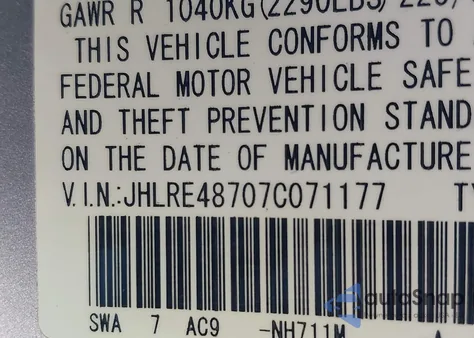 GAWR R 1040KG(2290LBS)
THIS VEHICLE CONFORMS TO
FEDERAL MOTOR VEHICLE SAFE
AND THEFT PREVENTION STAND
ON THE DATE OF MANUFACTURE
V.I.N.:JHLRE48707C071177 T
SWA 7 AC9 -NH711M A
autoSnap